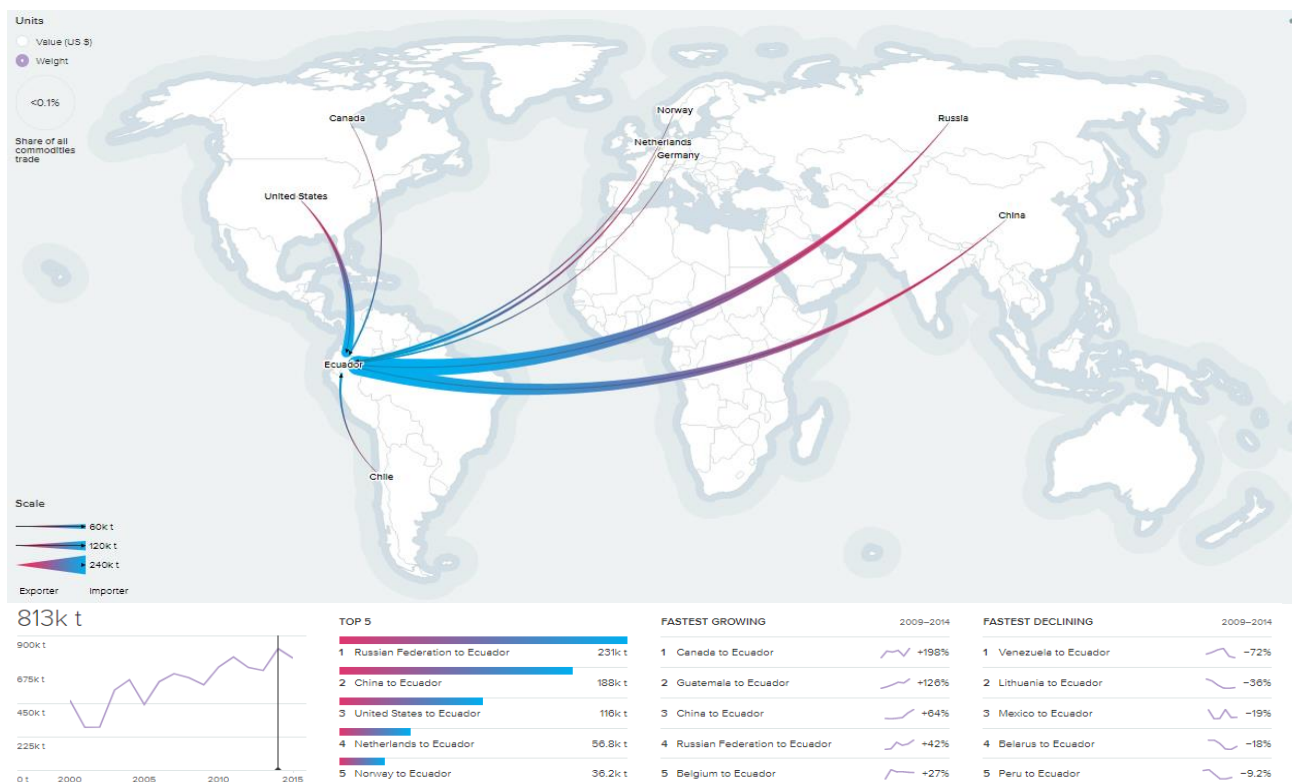 Units
Value (US $)
Weight
<0.1%
Share of all
commodities
trade
Canada
Norway
Netherlands
Germany
Russia
United States
China
Ecuador
Chile
Scale
60k t
120k t
240k t
Exporter Importer
813k t
900k t
675k t
450k t
225k t
0 t 2000 2005 2010 2015
TOP 5
1 Russian Federation to Ecuador 231k t
2 China to Ecuador 188k t
3 United States to Ecuador 116k t
4 Netherlands to Ecuador 56.8k t
5 Norway to Ecuador 36.2k t
FASTEST GROWING 2009–2014
1 Canada to Ecuador +198%
2 Guatemala to Ecuador +126%
3 China to Ecuador +64%
4 Russian Federation to Ecuador +42%
5 Belgium to Ecuador +27%
FASTEST DECLINING 2009–2014
1 Venezuela to Ecuador −72%
2 Lithuania to Ecuador −36%
3 Mexico to Ecuador −19%
4 Belarus to Ecuador −18%
5 Peru to Ecuador −9.2%